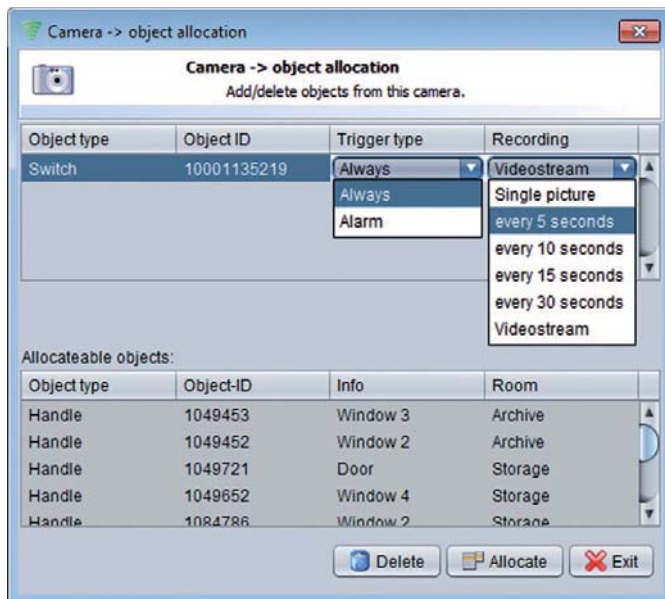 Camera -> object allocation
Camera -> object allocation
Add/delete objects from this camera.
Object type Object ID Trigger type Recording
Switch 10001135219 Always Videostream
Always Single picture
Alarm every 5 seconds
every 10 seconds
every 15 seconds
every 30 seconds
Videostream
Allocateable objects:
Object type Object-ID Info Room
Handle 1049453 Window 3 Archive
Handle 1049452 Window 2 Archive
Handle 1049721 Door Storage
Handle 1049652 Window 4 Storage
Handle 1084786 Window 2 Storage
Delete Allocate Exit